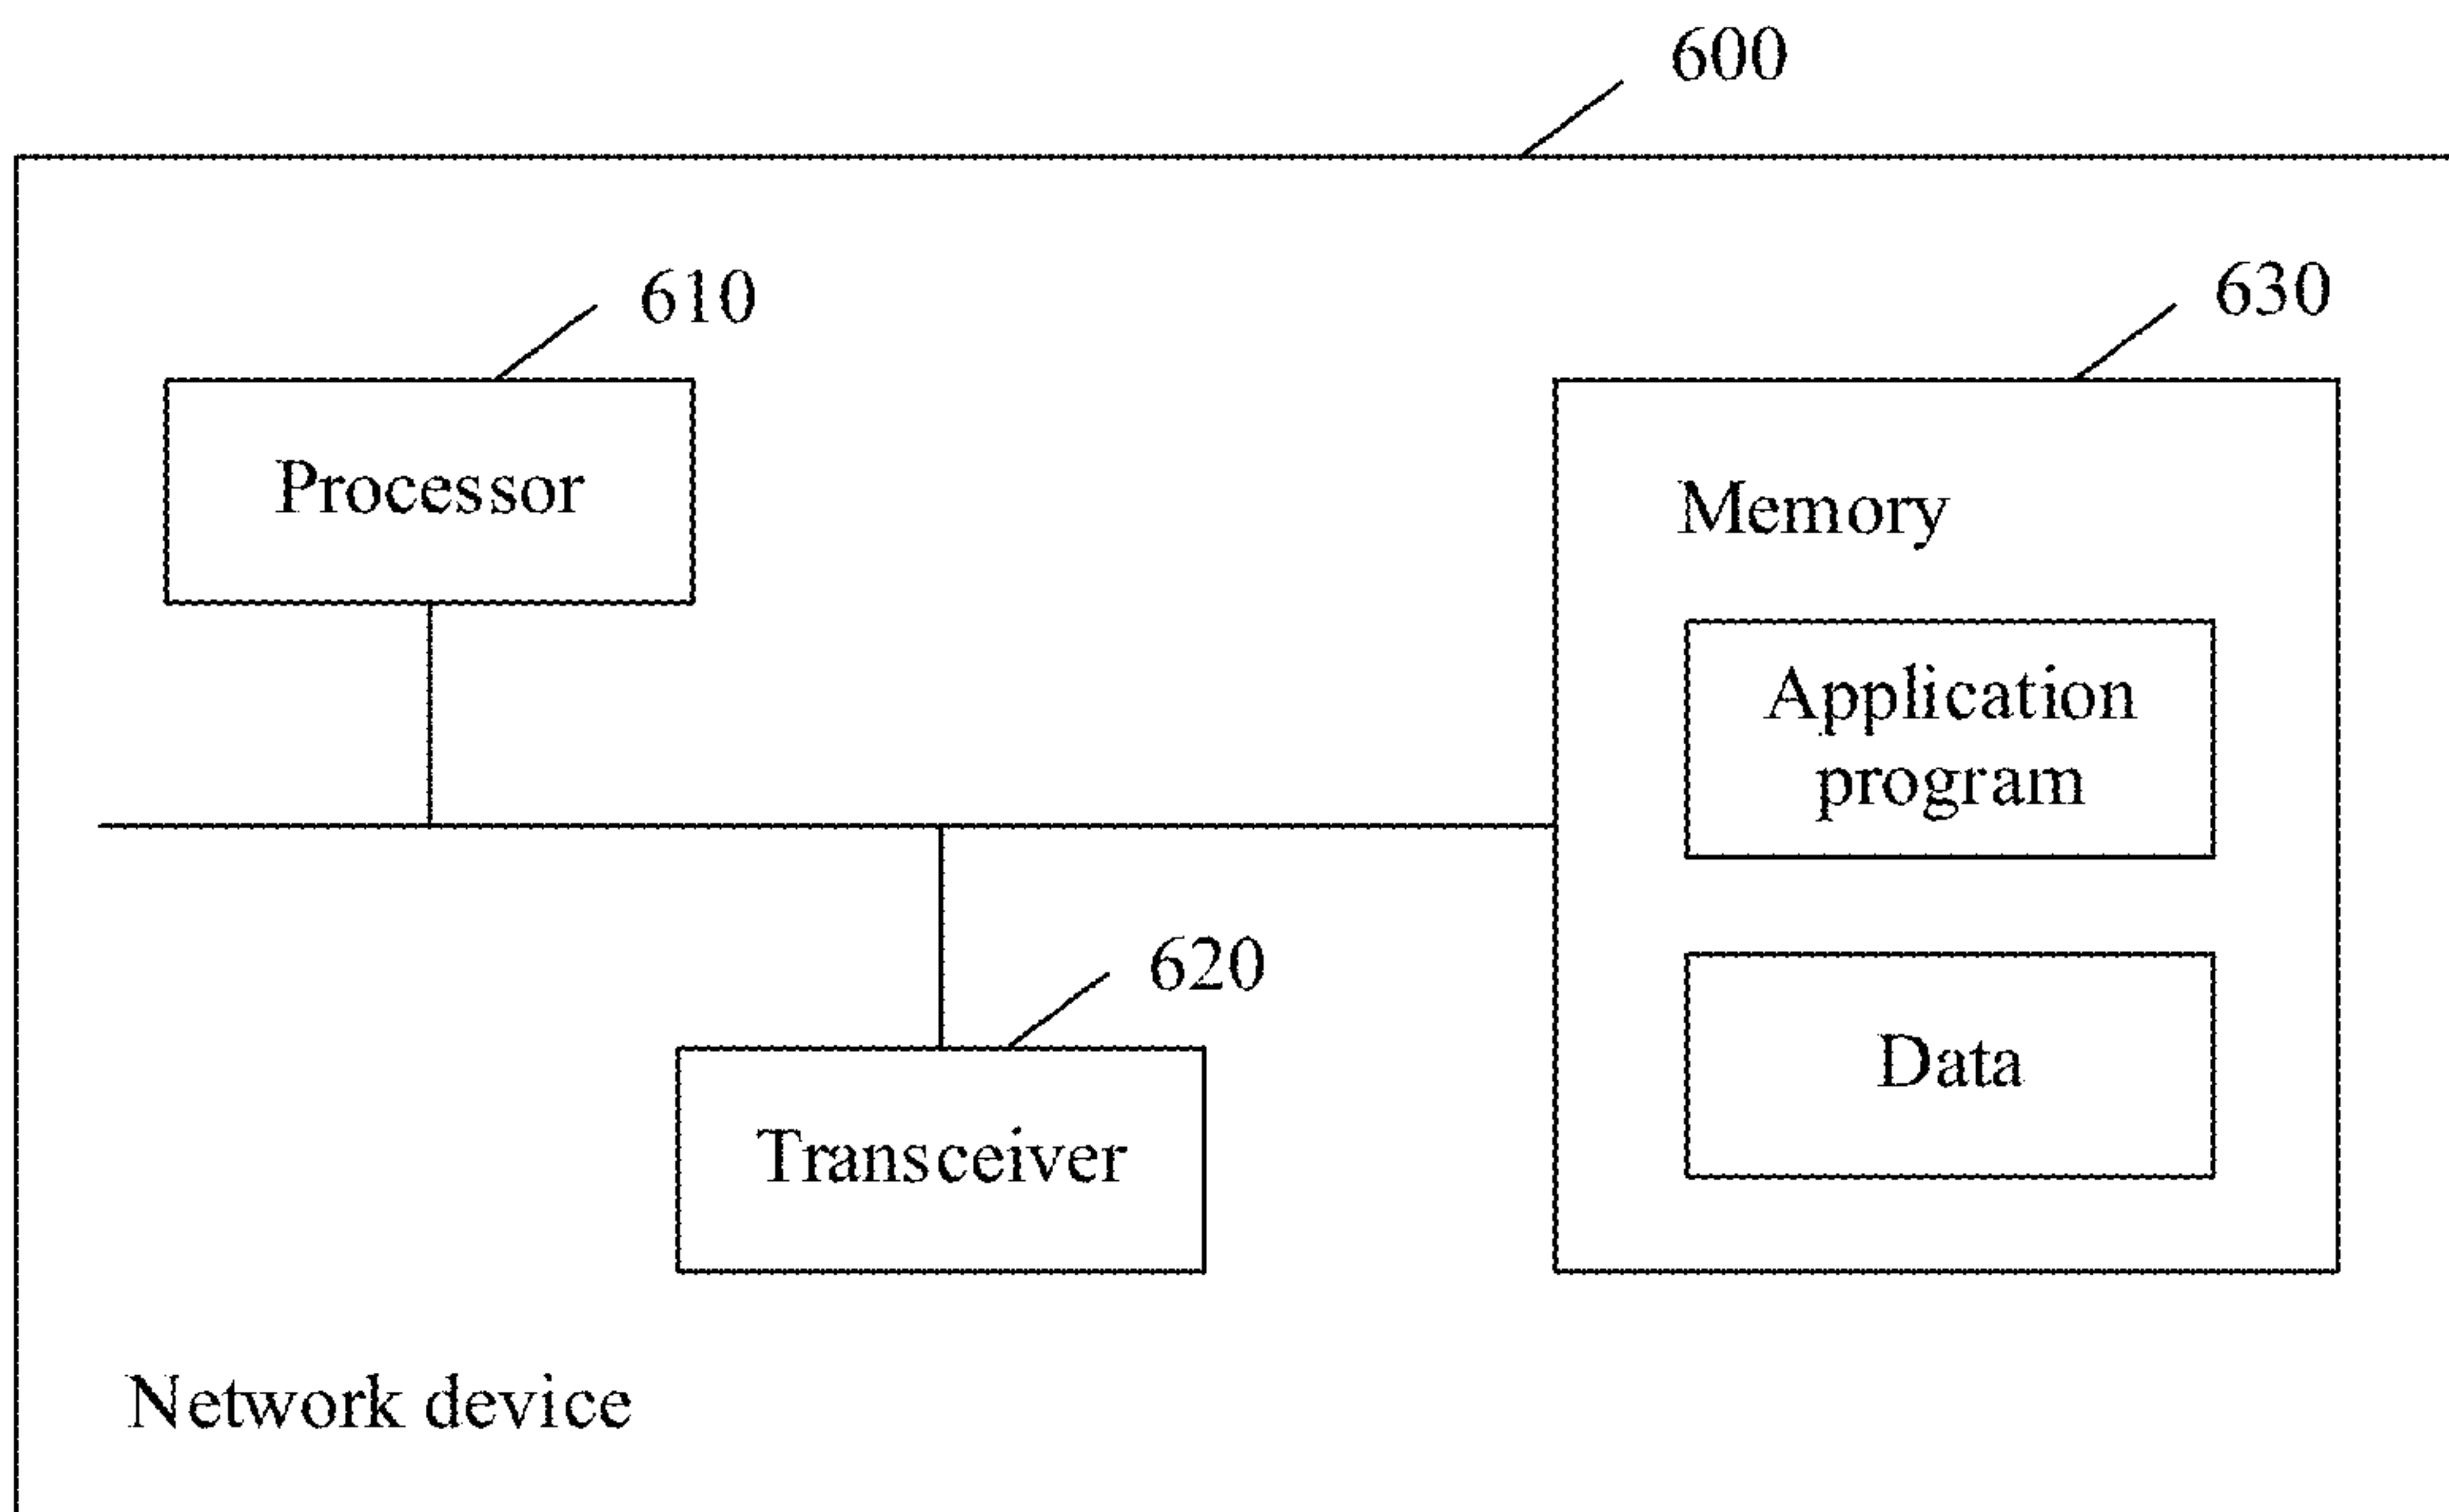 600
610
630
Processor
Memory
Application
program
620
Data
Transceiver
Network device